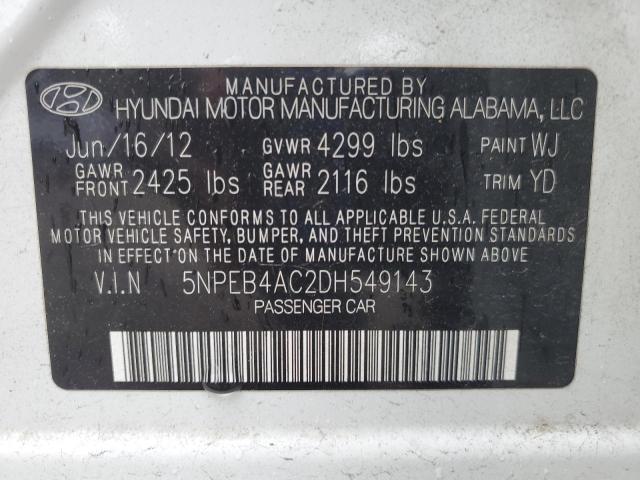 MANUFACTURED BY
HYUNDAI MOTOR MANUFACTURING ALABAMA, LLC
Jun/16/12 GVWR 4299 lbs PAINT WJ
GAWR FRONT 2425 lbs GAWR REAR 2116 lbs TRIM YD
THIS VEHICLE CONFORMS TO ALL APPLICABLE U.S.A. FEDERAL
MOTOR VEHICLE SAFETY, BUMPER, AND THEFT PREVENTION
STANDARDS IN EFFECT ON THE DATE OF MANUFACTURE SHOWN ABOVE
V.I.N 5NPEB4AC2DH549143
PASSENGER CAR